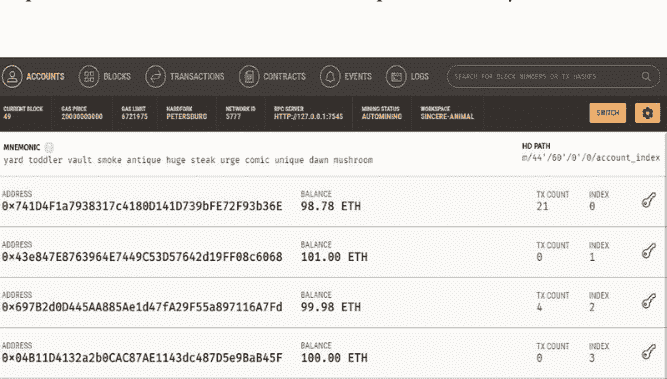 ACCOUNTS BLOCKS TRANSACTIONS CONTRACTS EVENTS LOGS SEARCH FOR BLOCK NUMBERS OR TX HASHES
CURRENT BLOCK GAS PRICE GAS LIMIT HARDFORK NETWORK ID RPC SERVER MINING STATUS WORKSPACE
49 20000000000 6721975 PETERSBURG 5777 HTTP://127.0.0.1:7545 AUTOMINING SINCERE-ANIMAL SWITCH
MNEMONIC HD PATH
yard toddler vault smoke antique huge steak urge comic unique dawn mushroom m/44'/60'/0'/0/account_index
ADDRESS BALANCE TX COUNT INDEX
0×741D4F1a7938317c4180D141D739bFE72F93b36E 98.78 ETH 21 0
ADDRESS BALANCE TX COUNT INDEX
0×43e847E8763964E7449C53D57642d19FF08c6068 101.00 ETH 0 1
ADDRESS BALANCE TX COUNT INDEX
0×697B2d0D445AA885Ae1d47fA29F55a897116A7Fd 99.98 ETH 4 2
ADDRESS BALANCE TX COUNT INDEX
0×04B11D4132a2b0CAC87AE1143dc487D5e9BaB45F 100.00 ETH 0 3